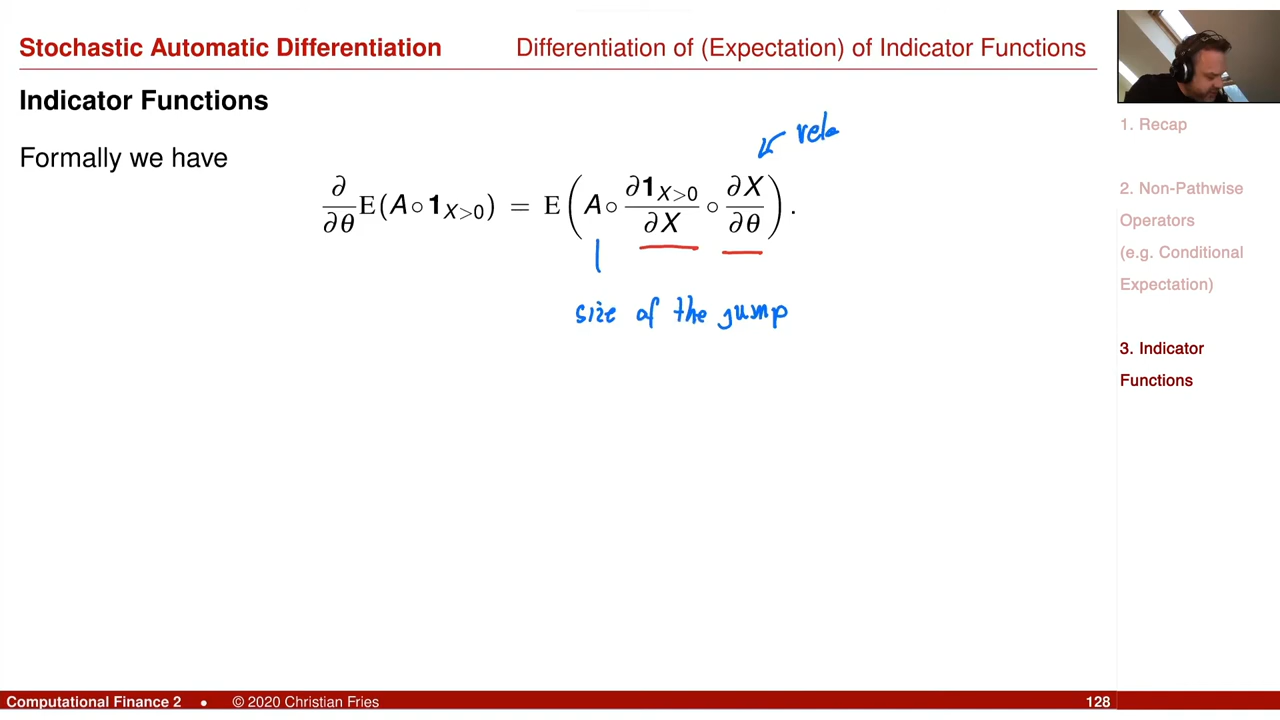 Stochastic Automatic Differentiation
Differentiation of (Expectation) of Indicator Functions
Indicator Functions
Formally we have
rela
∂/∂θ E(A∘𝟏_{X>0}) = E(A∘ ∂𝟏_{X>0}/∂X ∘ ∂X/∂θ).
size of the jump
1. Recap
2. Non-Pathwise
Operators
(e.g. Conditional
Expectation)
3. Indicator
Functions
Computational Finance 2 • © 2020 Christian Fries
128